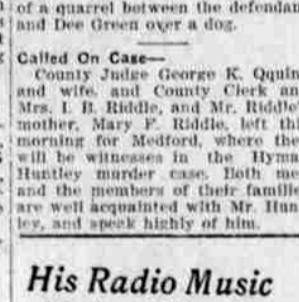 of a quarrel between the defendan
and Dee Green over a dog.
Called On Case—
County Judge George K. Qquin
and wife, and County Clerk an
Mrs. I. B. Riddle, and Mr. Riddle
mother, Mary F. Riddle, left thi
morning for Medford, where the
will be witnesses in the Hyma
Huntley murder case. Both me
and the members of their familie
are well acquainted with Mr. Hun
ley, and speak highly of him.
His Radio Music